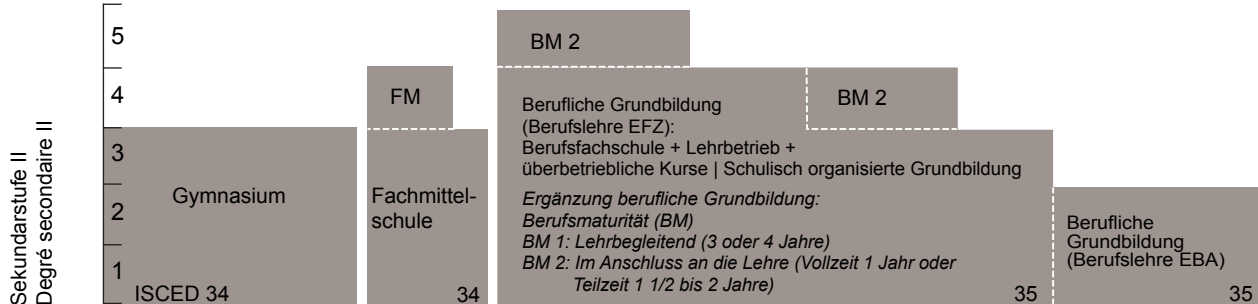 Sekundarstufe II
Degré secondaire II
5
4
3
2
1
Gymnasium
ISCED 34
FM
Fachmittel-
schule
34
BM 2
BM 2
Berufliche Grundbildung
(Berufslehre EFZ):
Berufsfachschule + Lehrbetrieb +
überbetriebliche Kurse | Schulisch organisierte Grundbildung
Ergänzung berufliche Grundbildung:
Berufsmaturität (BM)
BM 1: Lehrbegleitend (3 oder 4 Jahre)
BM 2: Im Anschluss an die Lehre (Vollzeit 1 Jahr oder
Teilzeit 1 1/2 bis 2 Jahre)
35
Berufliche
Grundbildung
(Berufslehre EBA)
35